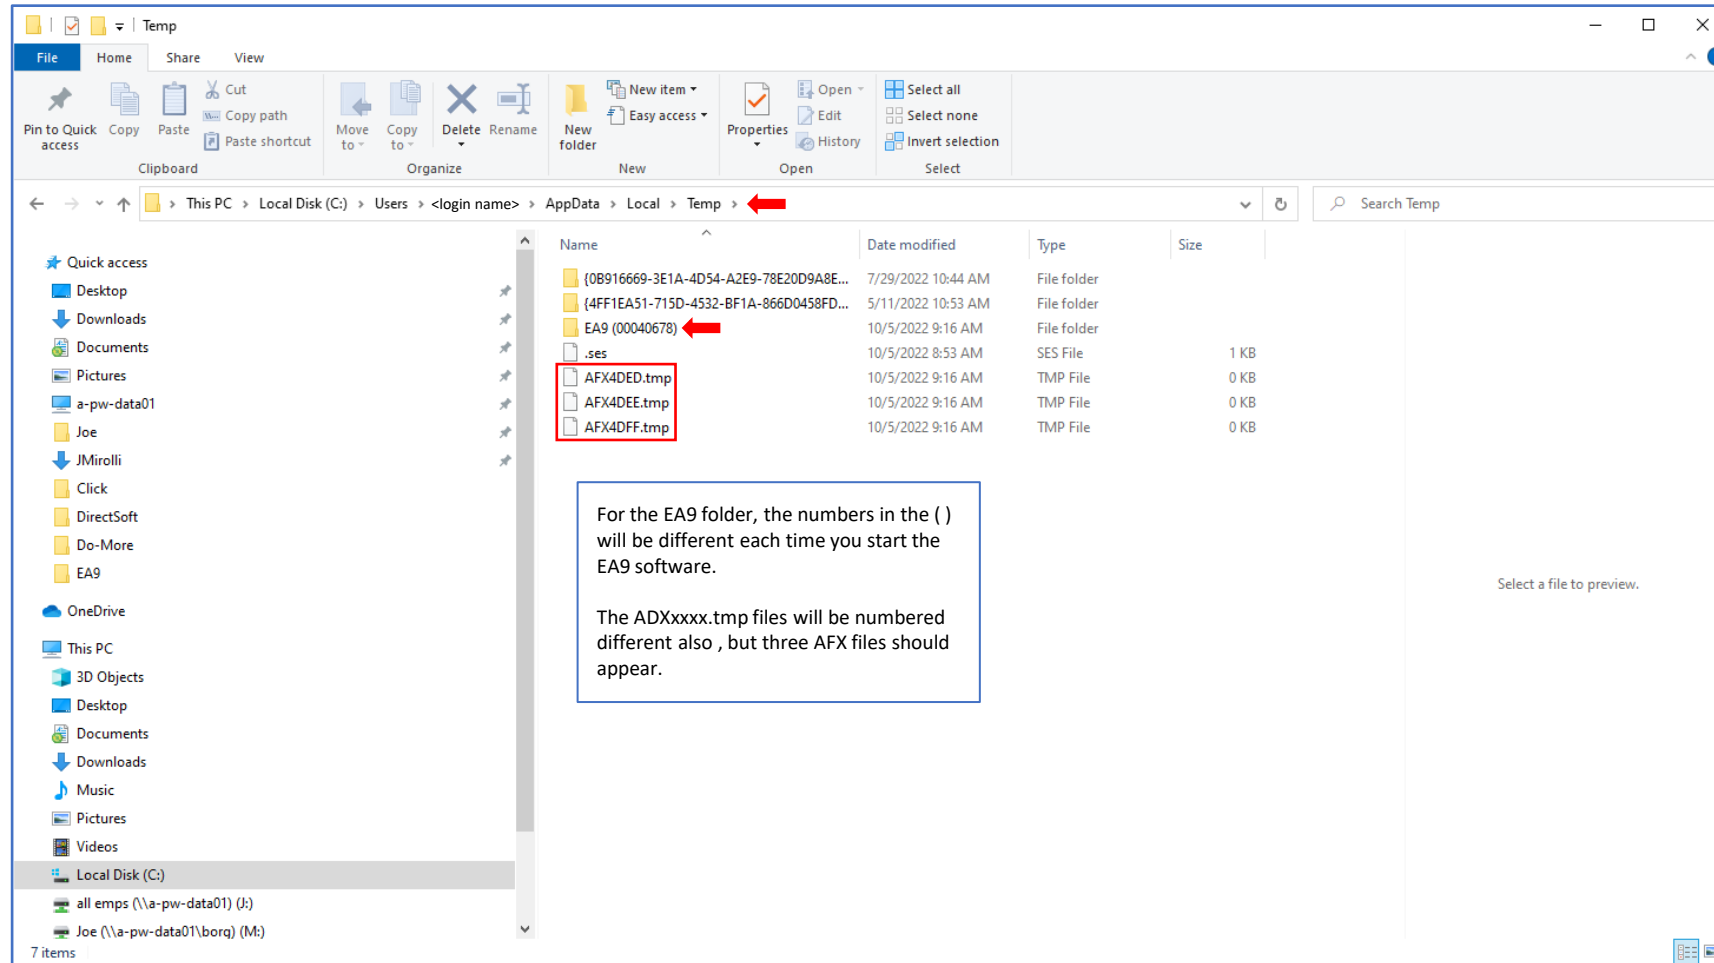 Temp
File Home Share View
Pin to Quick access
Copy
Paste
Cut
Copy path
Paste shortcut
Clipboard
Move to
Copy to
Delete
Rename
Organize
New folder
New item
Easy access
New
Properties
Open
Edit
History
Open
Select all
Select none
Invert selection
Select
This PC > Local Disk (C:) > Users > <login name> > AppData > Local > Temp >
Search Temp
Quick access
Desktop
Downloads
Documents
Pictures
a-pw-data01
Joe
JMirolli
Click
DirectSoft
Do-More
EA9
OneDrive
This PC
3D Objects
Desktop
Documents
Downloads
Music
Pictures
Videos
Local Disk (C:)
all emps (\\a-pw-data01) (J:)
Joe (\\a-pw-data01\borg) (M:)
7 items
Name Date modified Type Size
{0B916669-3E1A-4D54-A2E9-78E20D9A8E... 7/29/2022 10:44 AM File folder
{4FF1EA51-715D-4532-BF1A-866D0458FD... 5/11/2022 10:53 AM File folder
EA9 (00040678) 10/5/2022 9:16 AM File folder
.ses 10/5/2022 8:53 AM SES File 1 KB
AFX4DED.tmp 10/5/2022 9:16 AM TMP File 0 KB
AFX4DEE.tmp 10/5/2022 9:16 AM TMP File 0 KB
AFX4DFF.tmp 10/5/2022 9:16 AM TMP File 0 KB
For the EA9 folder, the numbers in the ( )
will be different each time you start the
EA9 software.
The ADXxxxx.tmp files will be numbered
different also , but three AFX files should
appear.
Select a file to preview.